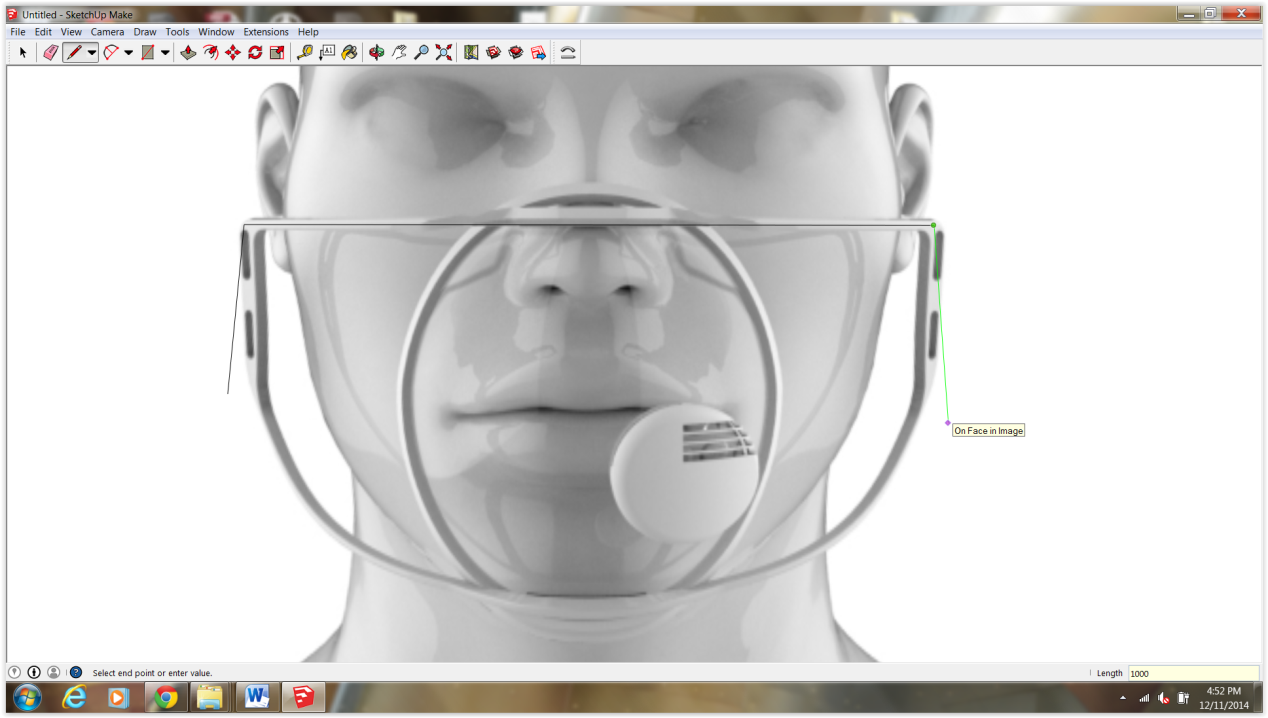 Untitled - SketchUp Make
File Edit View Camera Draw Tools Window Extensions Help
A1
On Face in Image
Select end point or enter value.
Length 1000
W
4:52 PM
12/11/2014